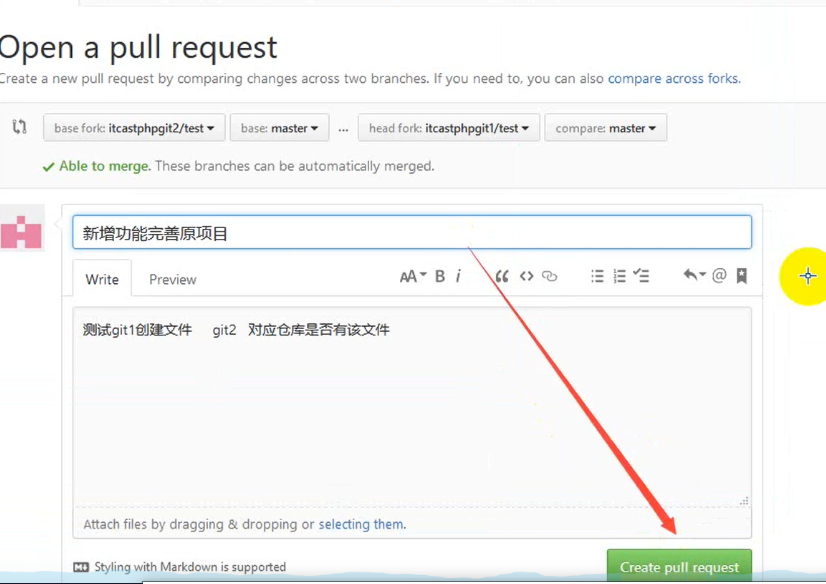 Open a pull request
Create a new pull request by comparing changes across two branches. If you need to, you can also compare across forks.
base fork: itcastphpgit2/test base: master ... head fork: itcastphpgit1/test compare: master
Able to merge. These branches can be automatically merged.
新增功能完善原项目
Write Preview AA B i
测试git1创建文件 git2 对应仓库是否有该文件
Attach files by dragging & dropping or selecting them.
Styling with Markdown is supported Create pull request